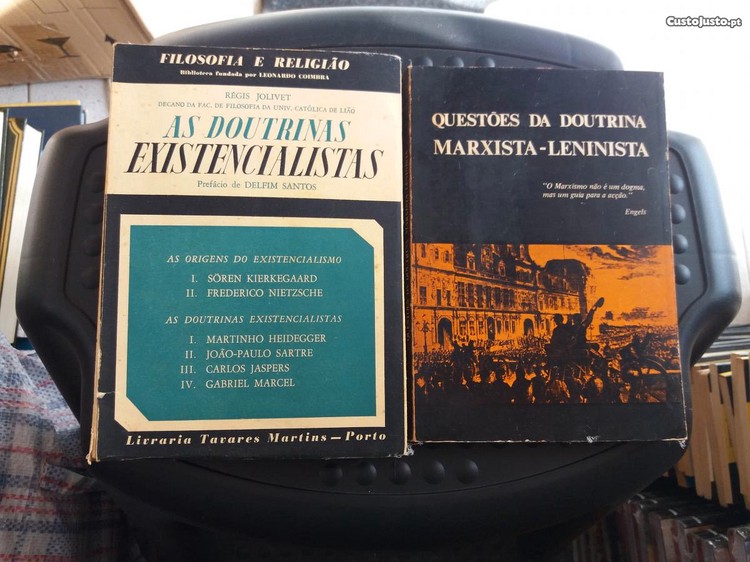 CustoJusto.pt
FILOSOFIA E RELIGIÃO
Biblioteca fundada por LEONARDO COIMBRA
RÉGIS JOLIVET
DECANO DA FAC. DE FILOSOFIA DA UNIV. CATÓLICA DE LEÃO
AS DOUTRINAS
EXISTENCIALISTAS
Prefácio de DELFIM SANTOS
AS ORIGENS DO EXISTENCIALISMO
I. SÖREN KIERKEGAARD
II. FREDERICO NIETZSCHE
AS DOUTRINAS EXISTENCIALISTAS
I. MARTINHO HEIDEGGER
II. JOÃO-PAULO SARTRE
III. CARLOS JASPERS
IV. GABRIEL MARCEL
Livraria Tavares Martins — Porto
QUESTÕES DA DOUTRINA
MARXISTA-LENINISTA
"O Marxismo não é um dogma,
mas um guia para a acção."
Engels